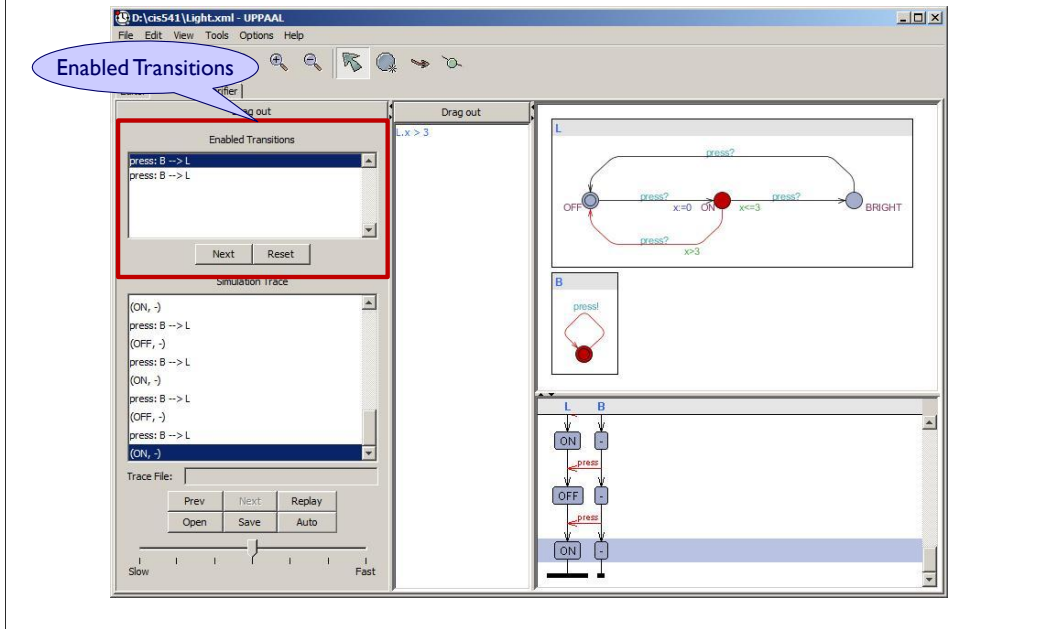 D:\cis541\Light.xml - UPPAAL
File Edit View Tools Options Help
Enabled Transitions
Drag out
Enabled Transitions
press: B --> L
press: B --> L
Next Reset
Simulation Trace
(ON, -)
press: B --> L
(OFF, -)
press: B --> L
(ON, -)
press: B --> L
(OFF, -)
press: B --> L
(ON, -)
Trace File:
Prev Next Replay
Open Save Auto
Slow Fast
Drag out
L.x > 3
L
press?
press? press?
OFF x:=0 ON x<=3 BRIGHT
press?
x>3
B
press!
L B
ON -
press
OFF -
press
ON -